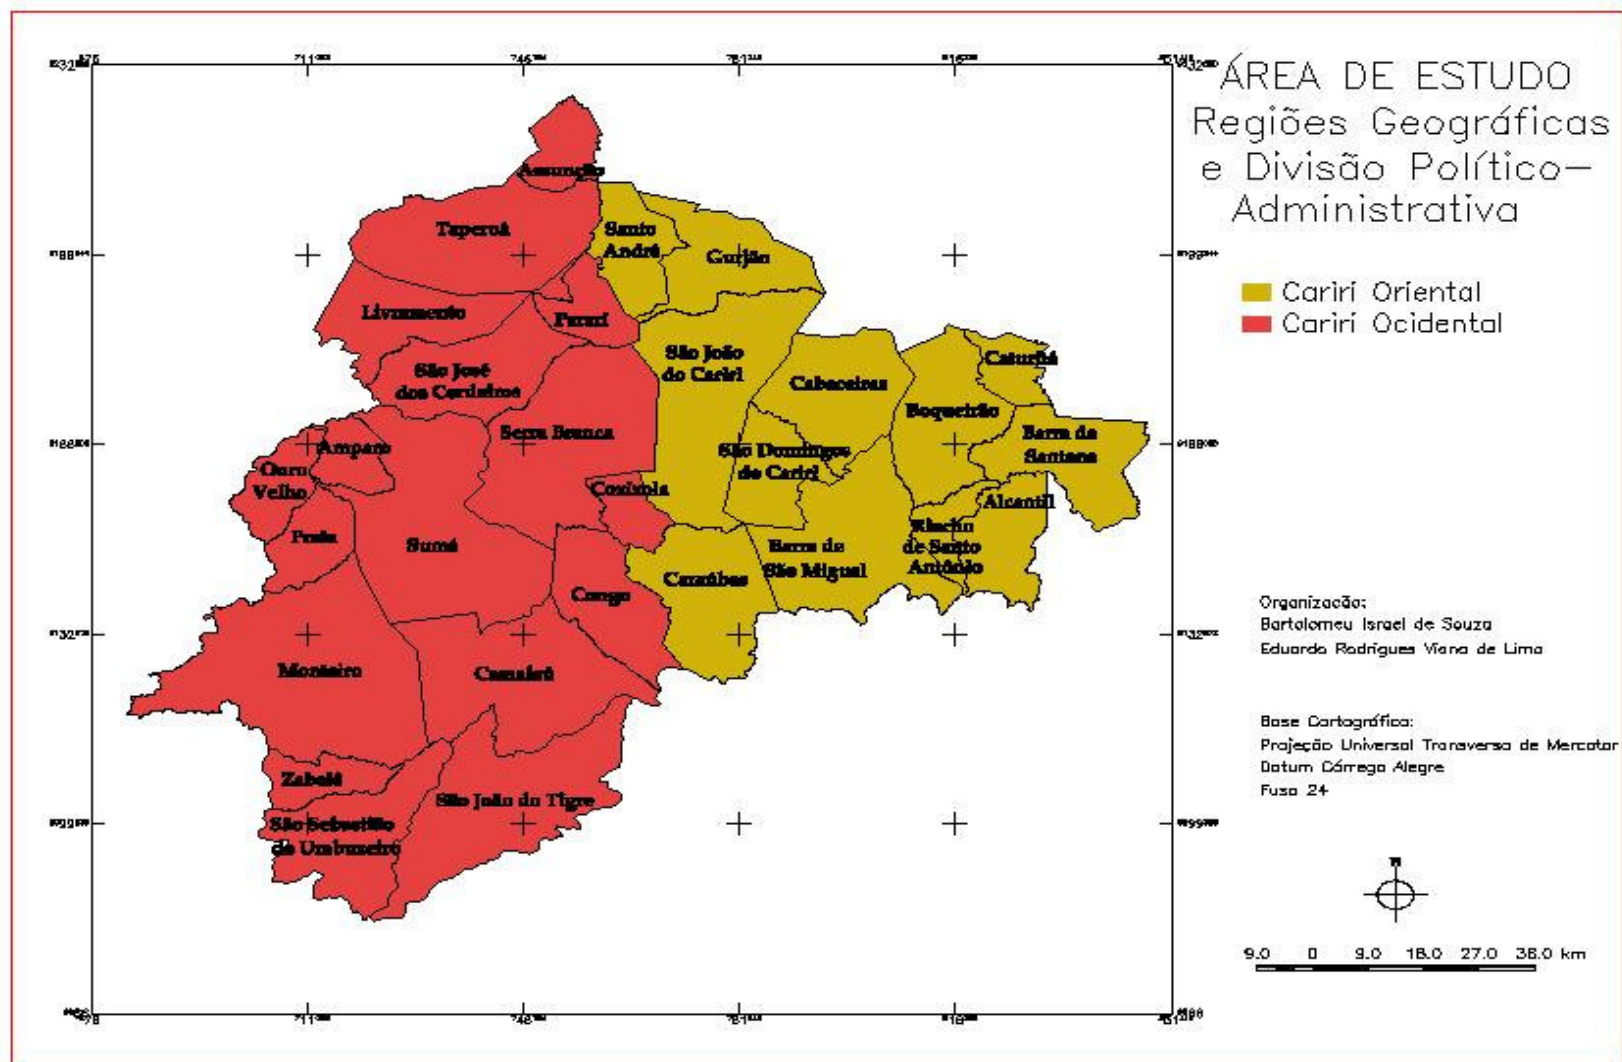 ÁREA DE ESTUDO
Regiões Geográficas
e Divisão Político-
Administrativa
Cariri Oriental
Cariri Ocidental
Assunção
Taperoá
Santo
André
Gurjão
Livramento
Parari
São José
dos Cordeiros
São João
do Cariri
Cabaceiras
Caturitá
Boqueirão
Serra Branca
Amparo
Barra de
Santana
Ouro
Velho
São Domingos
do Cariri
Coxixola
Alcantil
Prata
Sumé
Barra de
São Miguel
Riacho
de Santo
Antônio
Caraúbas
Congo
Monteiro
Camalaú
Zabelê
São João do Tigre
São Sebastião
do Umbuzeiro
Organizacão:
Bartolomeu Israel de Souza
Eduardo Rodrigues Viana de Lima
Base Cartográfica:
Projeção Universal Transversa de Mercator
Datum Córrego Alegre
Fuso 24
N
9.0 0 9.0 18.0 27.0 36.0 km